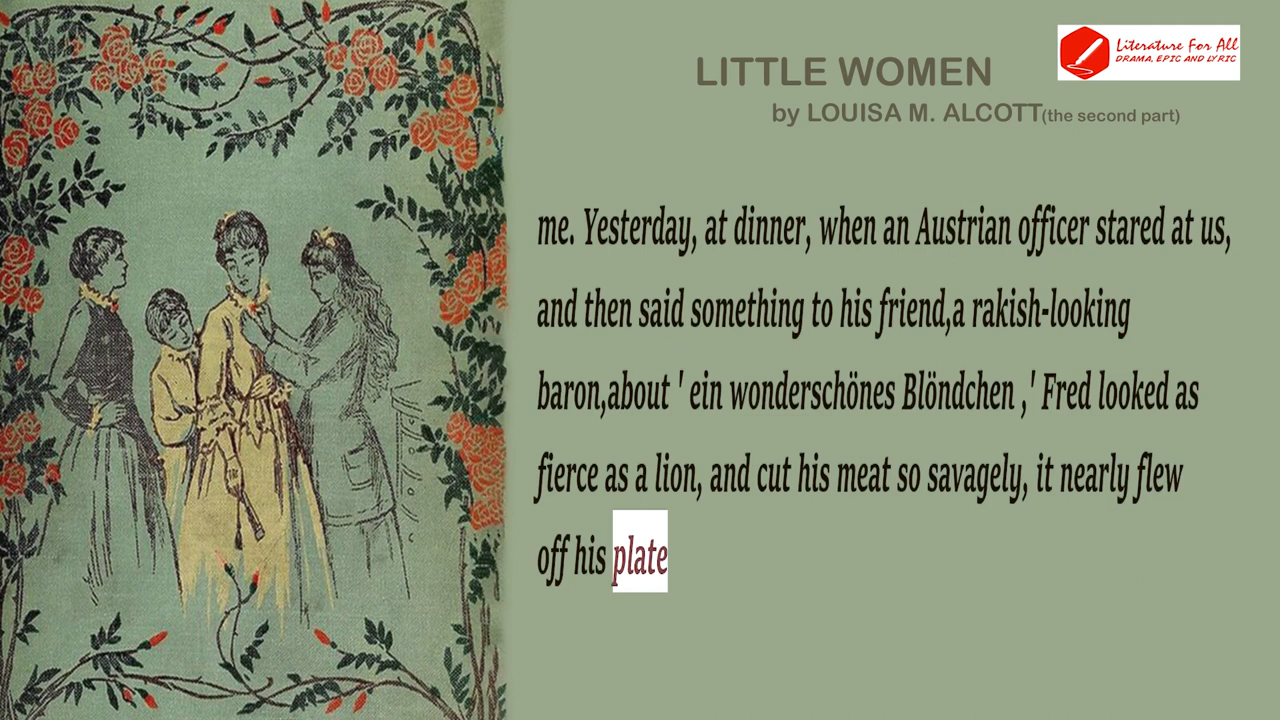 LITTLE WOMEN
by LOUISA M. ALCOTT(the second part)
Literature For All
DRAMA, EPIC AND LYRIC
me. Yesterday, at dinner, when an Austrian officer stared at us,
and then said something to his friend,a rakish-looking
baron,about ' ein wonderschönes Blöndchen ,' Fred looked as
fierce as a lion, and cut his meat so savagely, it nearly flew
off his plate